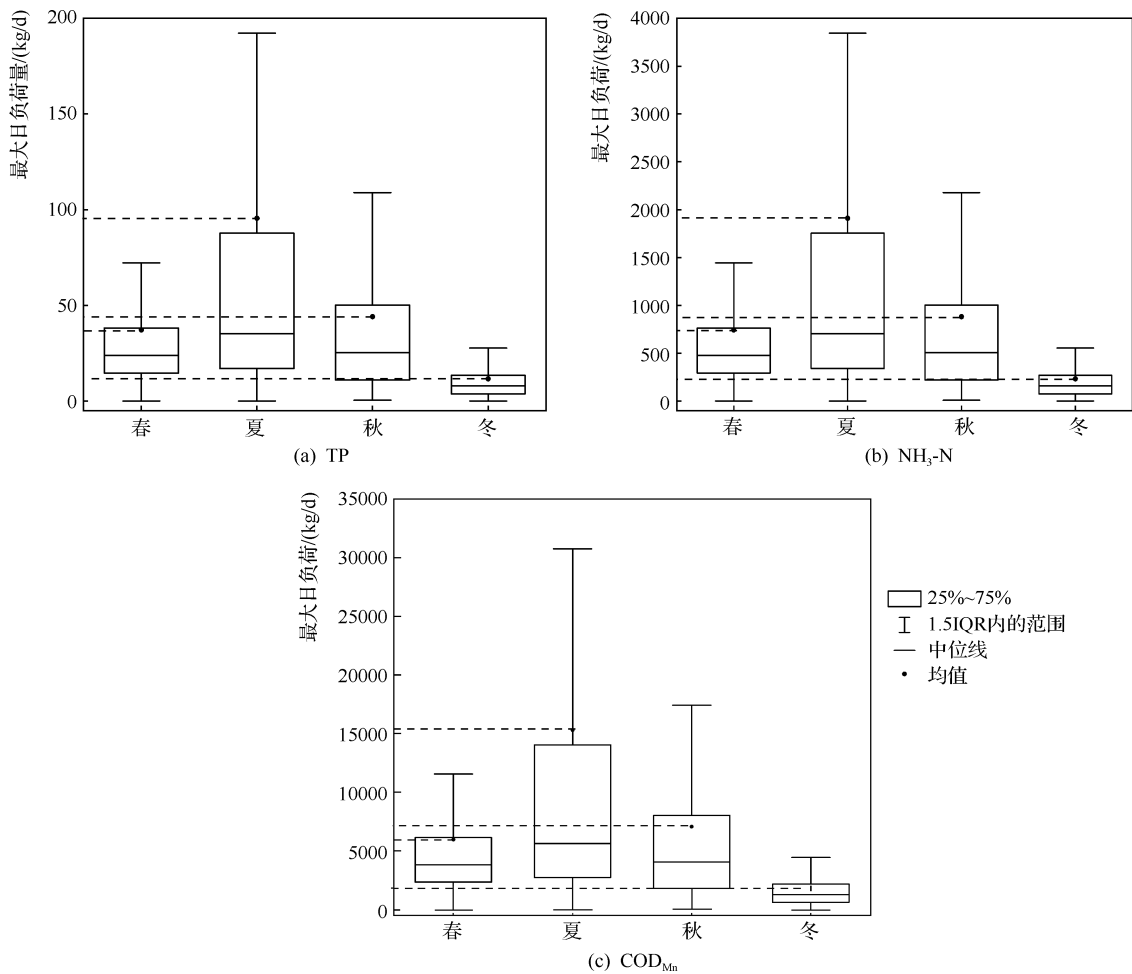 最大日负荷量/(kg/d)
200
150
100
50
0
春 夏 秋 冬
(a) TP
最大日负荷/(kg/d)
4000
3500
3000
2500
2000
1500
1000
500
0
春 夏 秋 冬
(b) NH₃-N
最大日负荷/(kg/d)
35000
30000
25000
20000
15000
10000
5000
0
春 夏 秋 冬
(c) CODMn
25%~75%
1.5IQR内的范围
中位线
均值